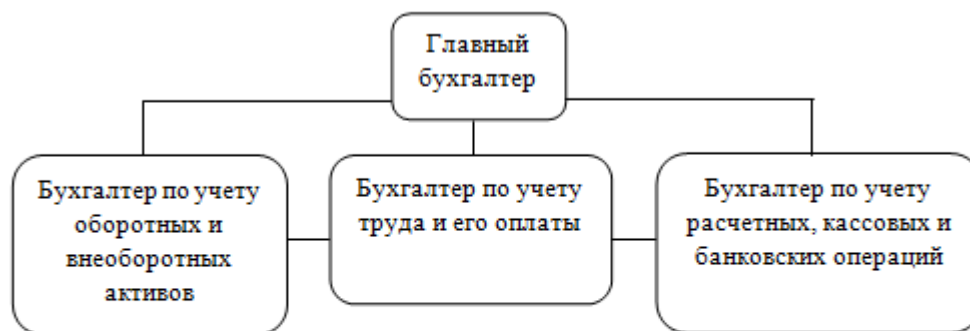 Главный
бухгалтер
Бухгалтер по учету
оборотных и
внеоборотных
активов
Бухгалтер по учету
труда и его оплаты
Бухгалтер по учету
расчетных, кассовых и
банковских операций